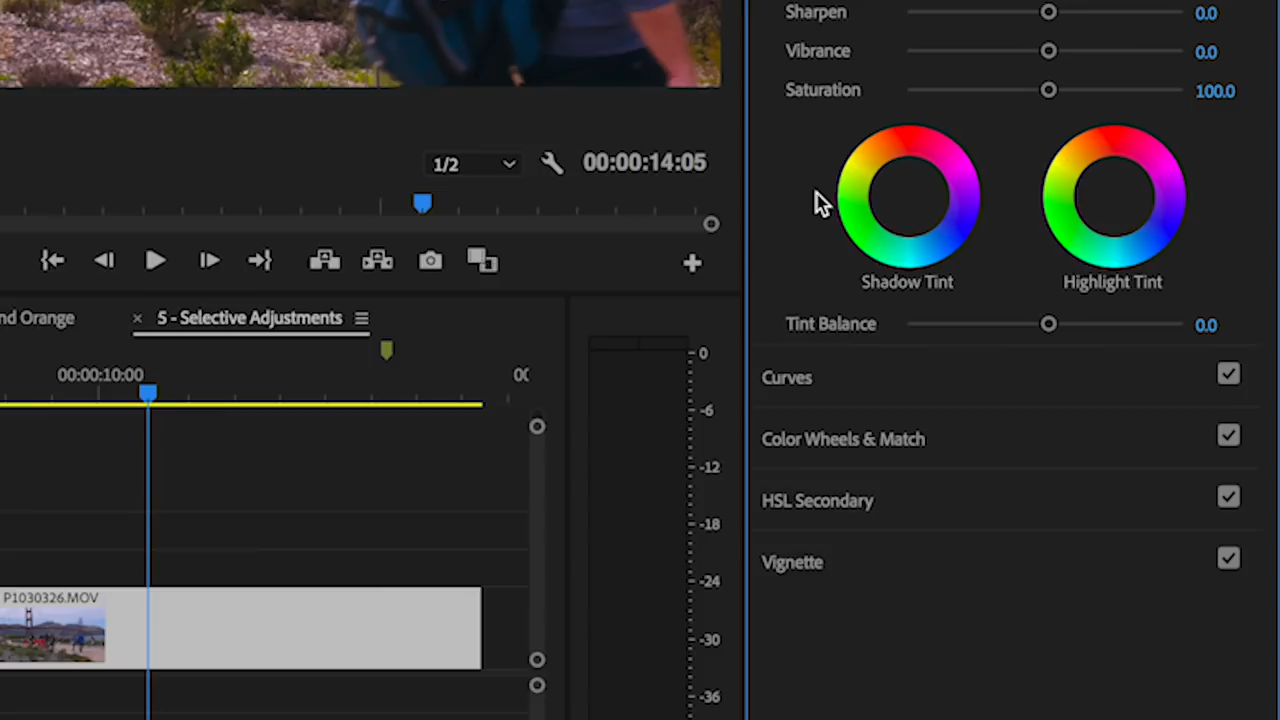 Sharpen 0.0
Vibrance 0.0
Saturation 100.0
1/2 00:00:14:05
Shadow Tint Highlight Tint
Tint Balance 0.0
nd Orange × 5 - Selective Adjustments
00:00:10:00 00
Curves
Color Wheels & Match
HSL Secondary
Vignette
P1030326.MOV
0
-6
-12
-18
-24
-30
-36